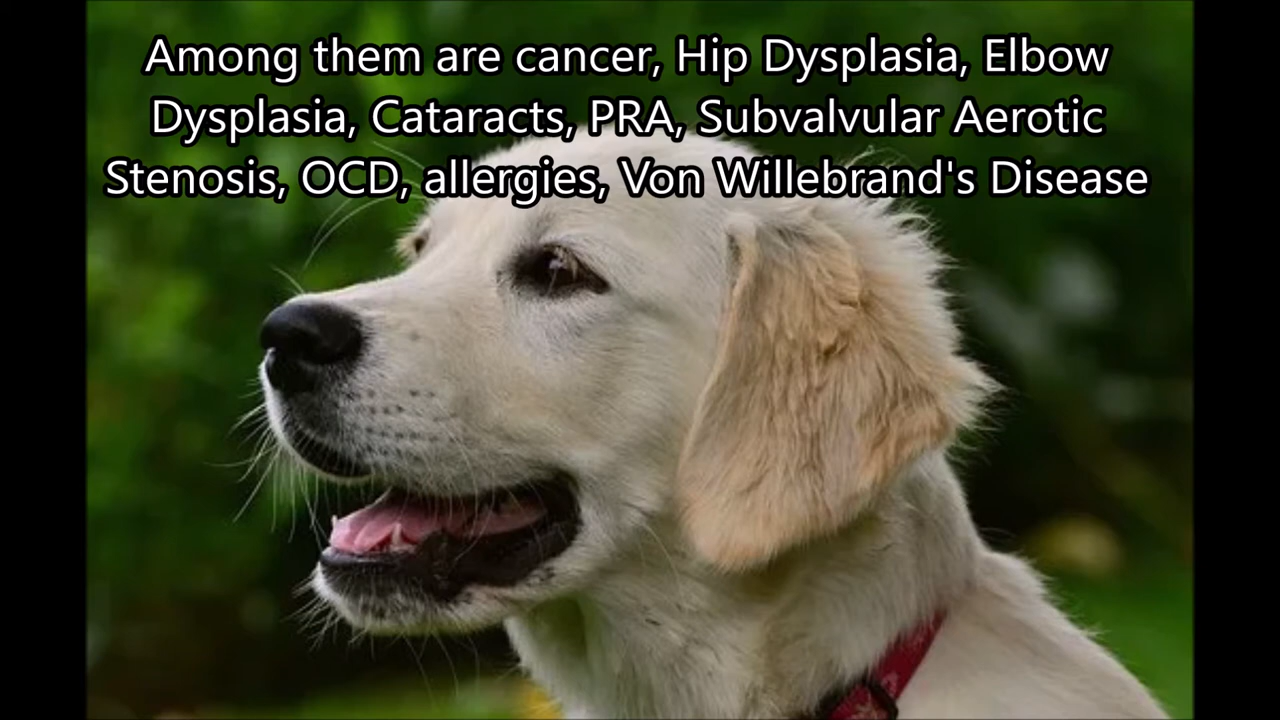 Among them are cancer, Hip Dysplasia, Elbow
Dysplasia, Cataracts, PRA, Subvalvular Aerotic
Stenosis, OCD, allergies, Von Willebrand's Disease